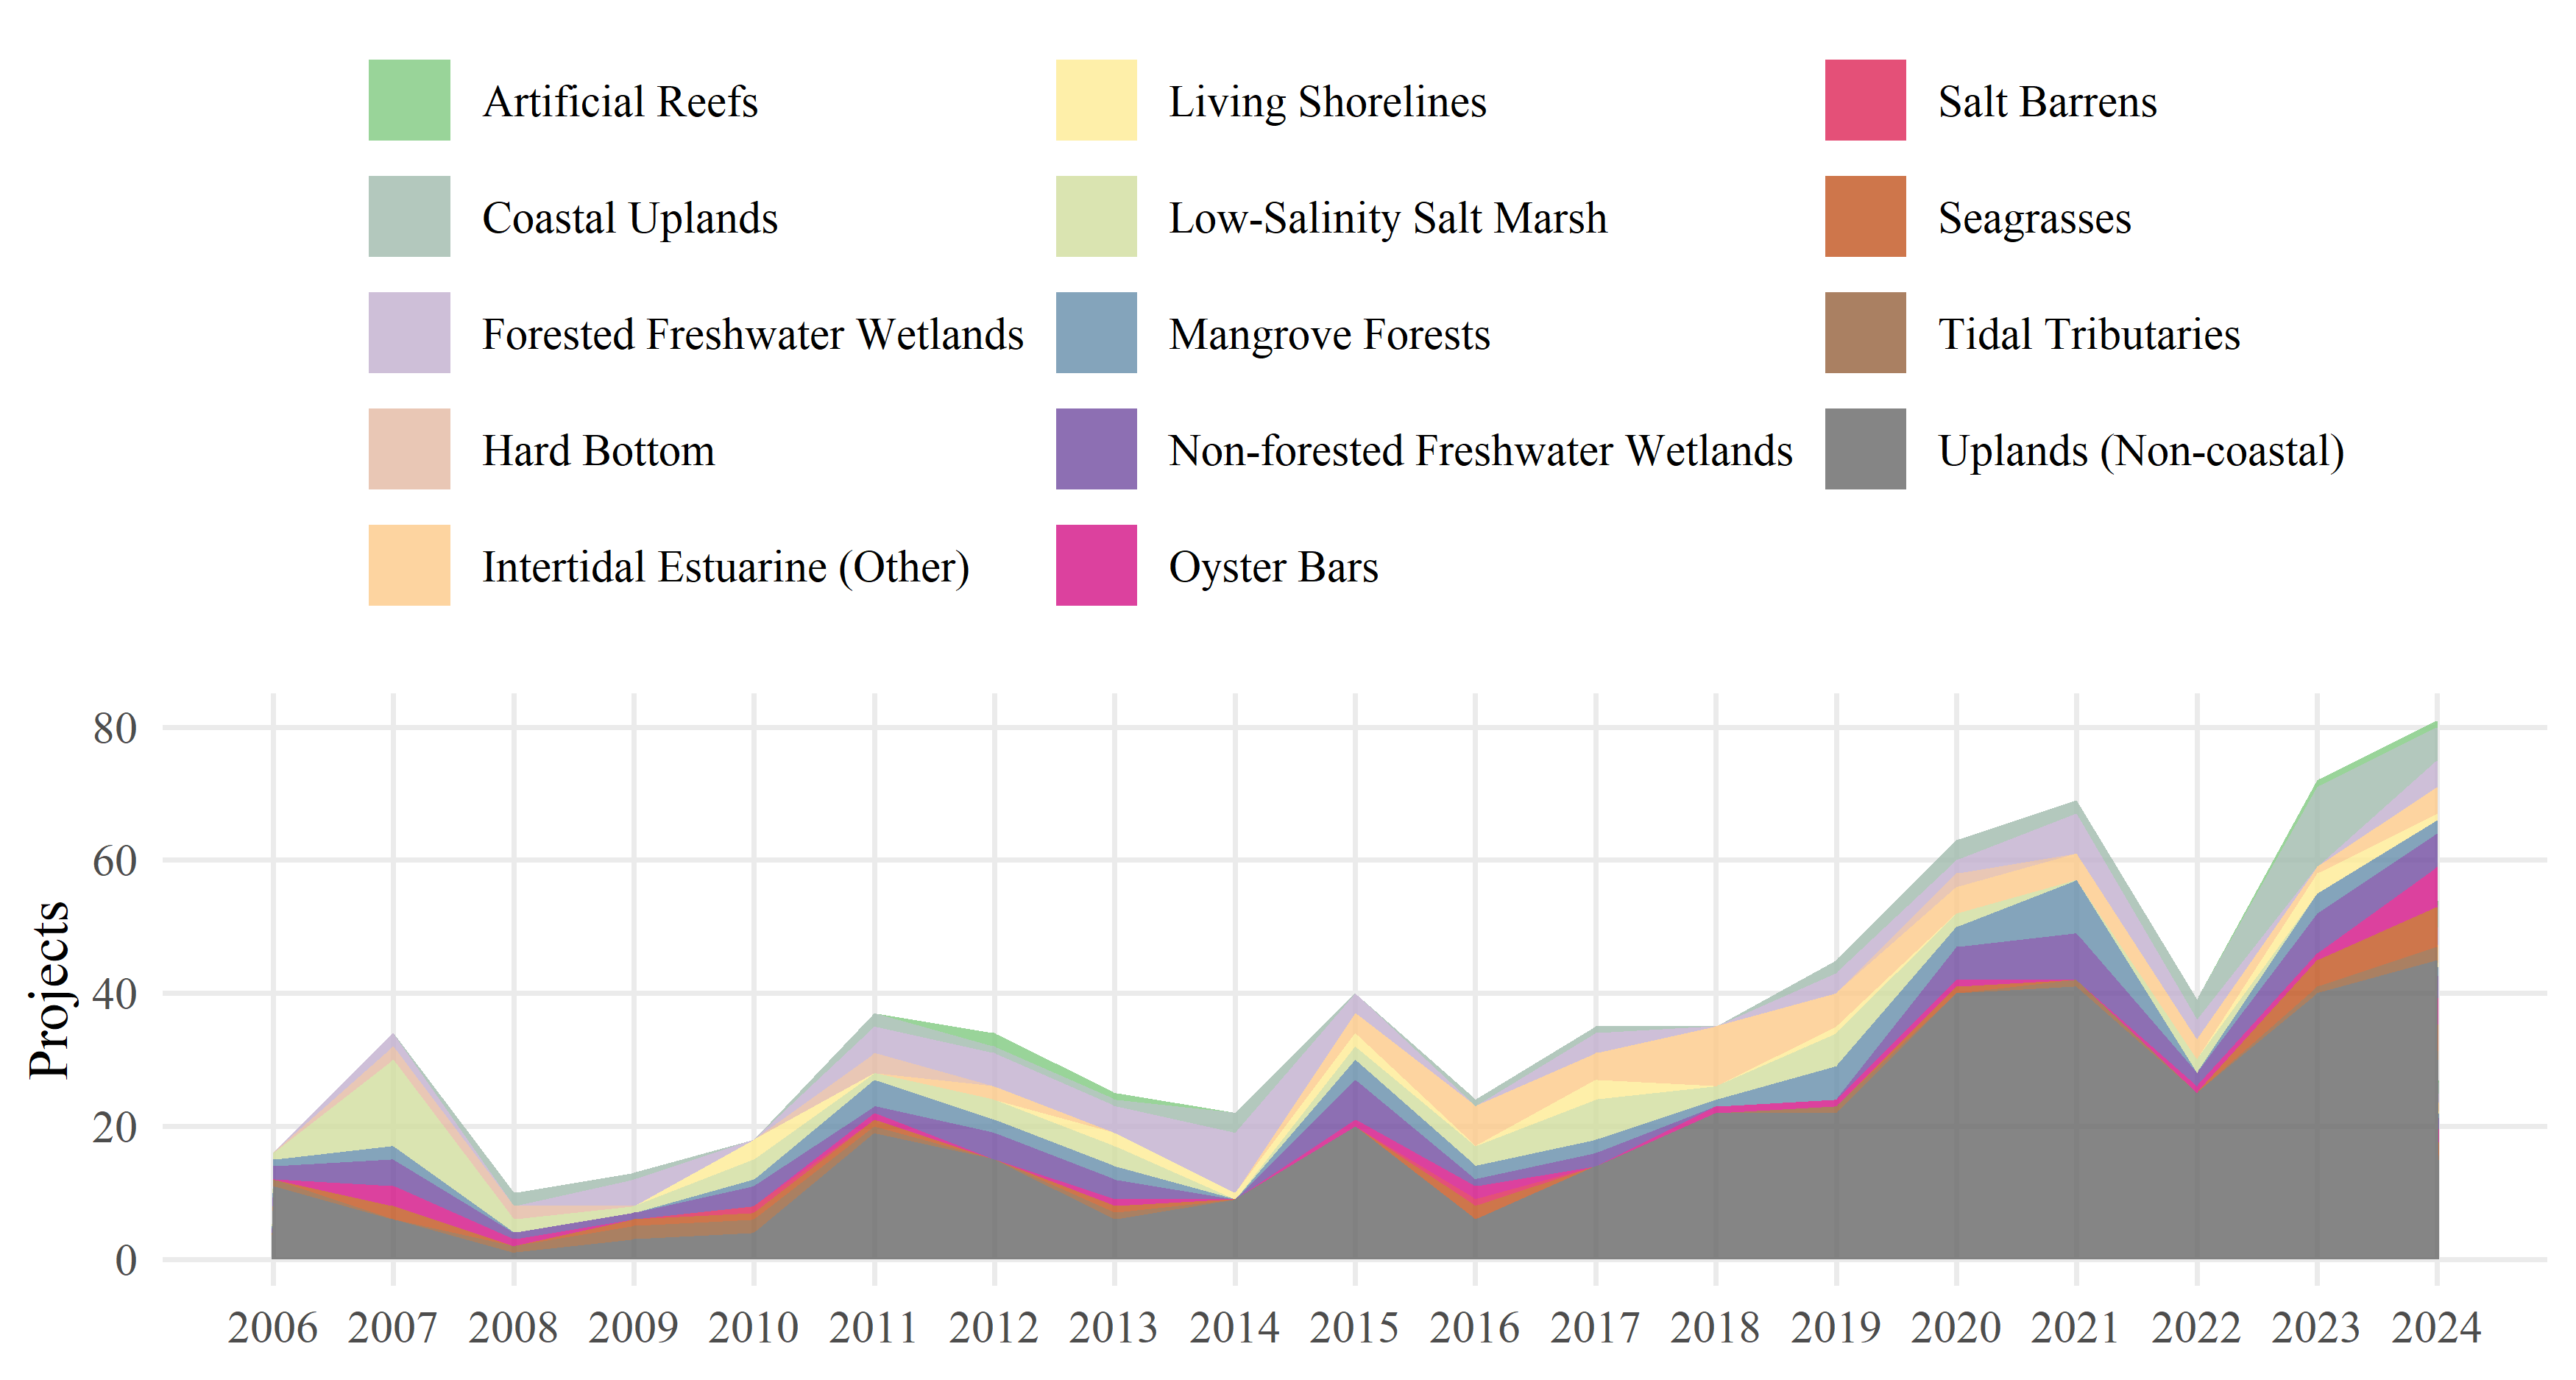 Artificial Reefs
Coastal Uplands
Forested Freshwater Wetlands
Hard Bottom
Intertidal Estuarine (Other)
Living Shorelines
Low-Salinity Salt Marsh
Mangrove Forests
Non-forested Freshwater Wetlands
Oyster Bars
Salt Barrens
Seagrasses
Tidal Tributaries
Uplands (Non-coastal)
Projects
80
60
40
20
0
2006 2007 2008 2009 2010 2011 2012 2013 2014 2015 2016 2017 2018 2019 2020 2021 2022 2023 2024